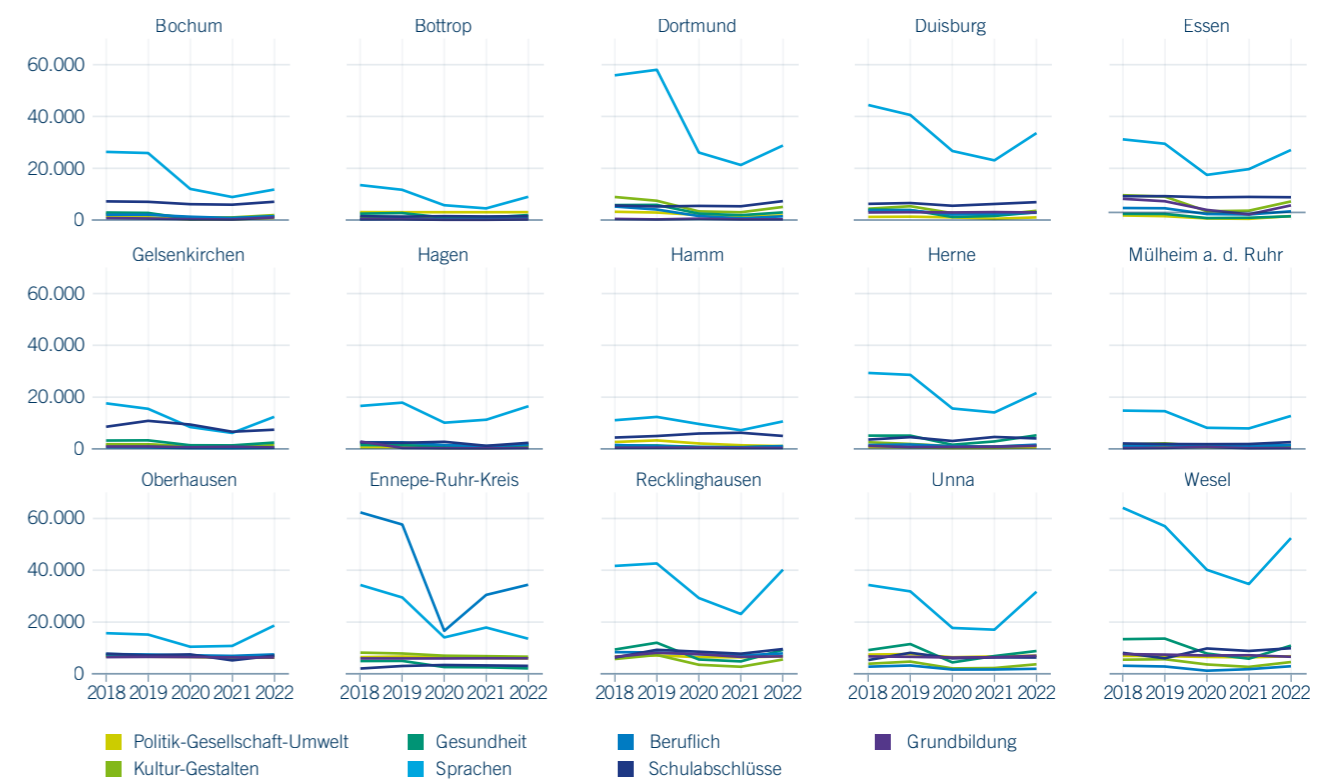 Bochum Bottrop Dortmund Duisburg Essen
60.000
40.000
20.000
0
Gelsenkirchen Hagen Hamm Herne Mülheim a. d. Ruhr
60.000
40.000
20.000
0
Oberhausen Ennepe-Ruhr-Kreis Recklinghausen Unna Wesel
60.000
40.000
20.000
0
2018 2019 2020 2021 2022 2018 2019 2020 2021 2022 2018 2019 2020 2021 2022 2018 2019 2020 2021 2022 2018 2019 2020 2021 2022
Politik-Gesellschaft-Umwelt Gesundheit Beruflich Grundbildung
Kultur-Gestalten Sprachen Schulabschlüsse